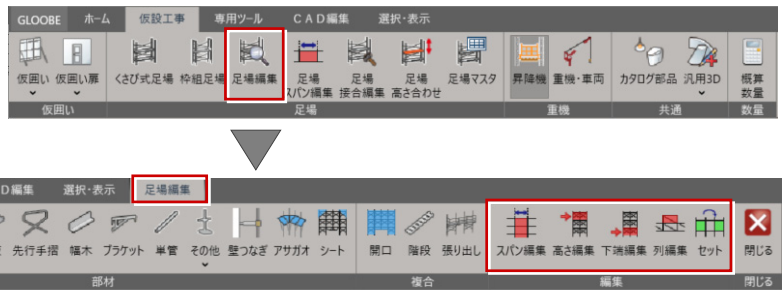 GLOOBE ホーム 仮設工事 専用ツール CAD編集 選択・表示
仮囲い 仮囲い扉 くさび式足場 枠組足場 足場編集 足場 足場 足場 足場マスタ 昇降機 重機・車両 カタログ部品 汎用3D 概算
スパン編集 接合編集 高さ合わせ 数量
仮囲い 足場 重機 共通 数量
D編集 選択・表示 足場編集
先行手摺 幅木 ブラケット 単管 その他 壁つなぎ アサガオ シート 開口 階段 張り出し スパン編集 高さ編集 下端編集 列編集 セット 閉じる
部材 複合 編集 閉じる